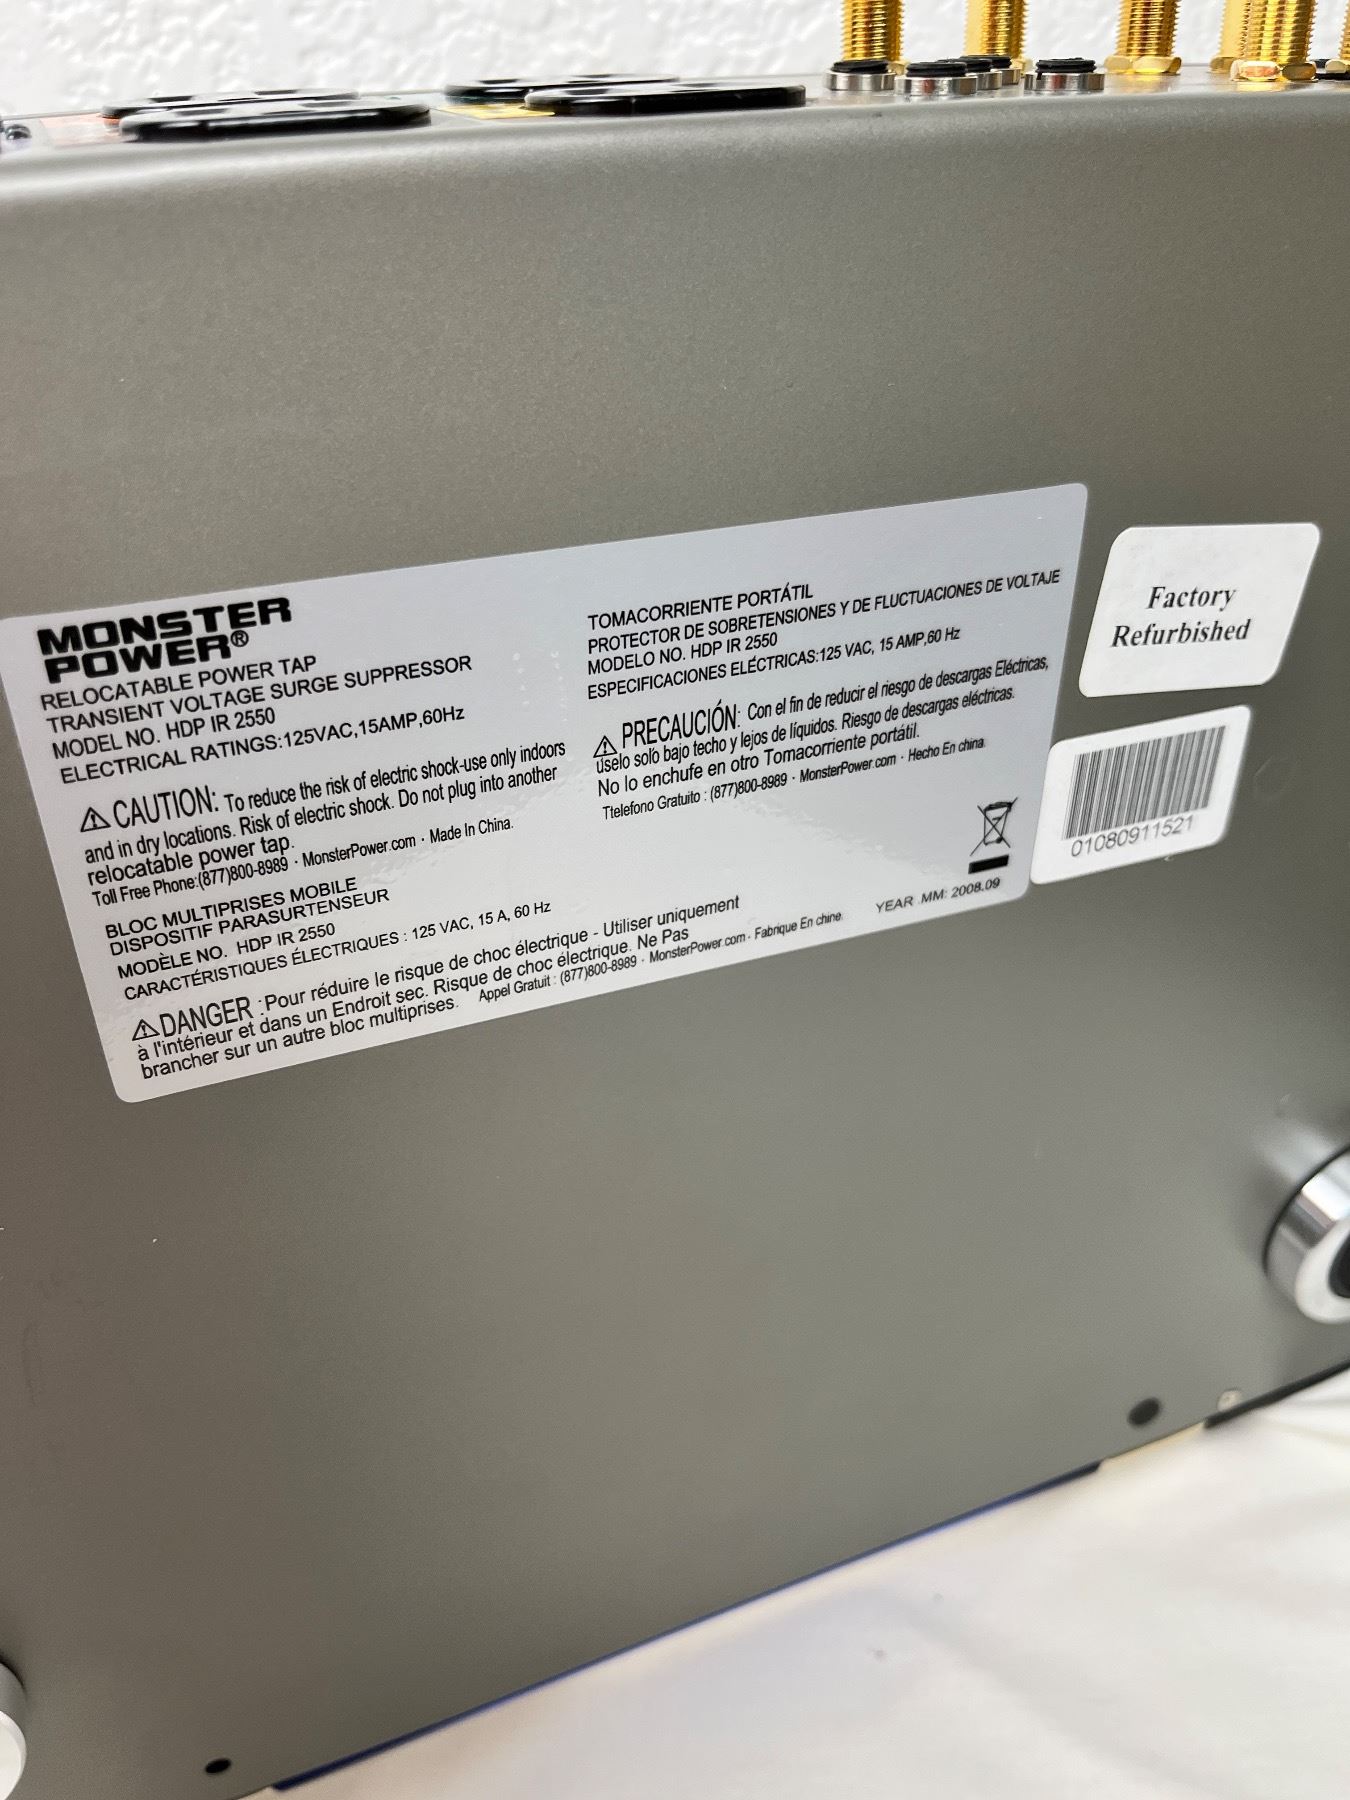 MONSTER
POWER®
RELOCATABLE POWER TAP
TRANSIENT VOLTAGE SURGE SUPPRESSOR
MODEL NO. HDP IR 2550
ELECTRICAL RATINGS:125VAC,15AMP,60Hz
⚠CAUTION: To reduce the risk of electric shock-use only indoors
and in dry locations. Risk of electric shock. Do not plug into another
relocatable power tap.
Toll Free Phone:(877)800-8989 · MonsterPower.com · Made In China.
BLOC MULTIPRISES MOBILE
DISPOSITIF PARASURTENSEUR
MODÈLE NO. HDP IR 2550
CARACTÉRISTIQUES ÉLECTRIQUES : 125 VAC, 15 A, 60 Hz
⚠DANGER :Pour réduire le risque de choc électrique - Utiliser uniquement
à l'intérieur et dans un Endroit sec. Risque de choc électrique. Ne Pas
brancher sur un autre bloc multiprises. Appel Gratuit : (877)800-8989 · MonsterPower.com · Fabrique En chine.
TOMACORRIENTE PORTÁTIL
PROTECTOR DE SOBRETENSIONES Y DE FLUCTUACIONES DE VOLTAJE
MODELO NO. HDP IR 2550
ESPECIFICACIONES ELÉCTRICAS:125 VAC, 15 AMP,60 Hz
⚠PRECAUCIÓN: Con el fin de reducir el riesgo de descargas Eléctricas,
úselo soló bajo techo y lejos de líquidos. Riesgo de descargas eléctricas.
No lo enchufe en otro Tomacorriente portátil.
Ttelefono Gratuito : (877)800-8989 · MonsterPower.com · Hecho En china.
YEAR .MM: 2008.09
Factory
Refurbished
01080911521